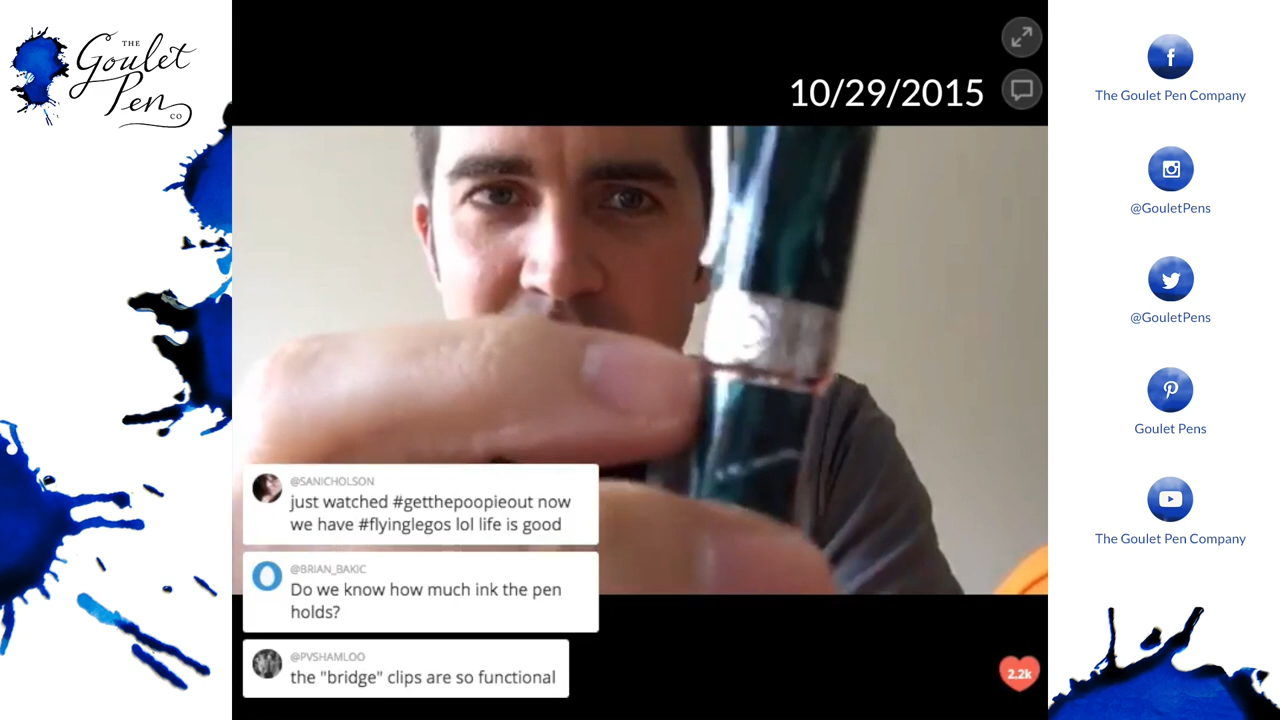 THE
Goulet
Pen
CO
10/29/2015
@SANICHOLSON
just watched #getthepoopieout now
we have #flyinglegos lol life is good
@BRIAN_BAKIC
Do we know how much ink the pen
holds?
@PVSHAMLOO
the "bridge" clips are so functional
2.2k
The Goulet Pen Company
@GouletPens
@GouletPens
Goulet Pens
The Goulet Pen Company